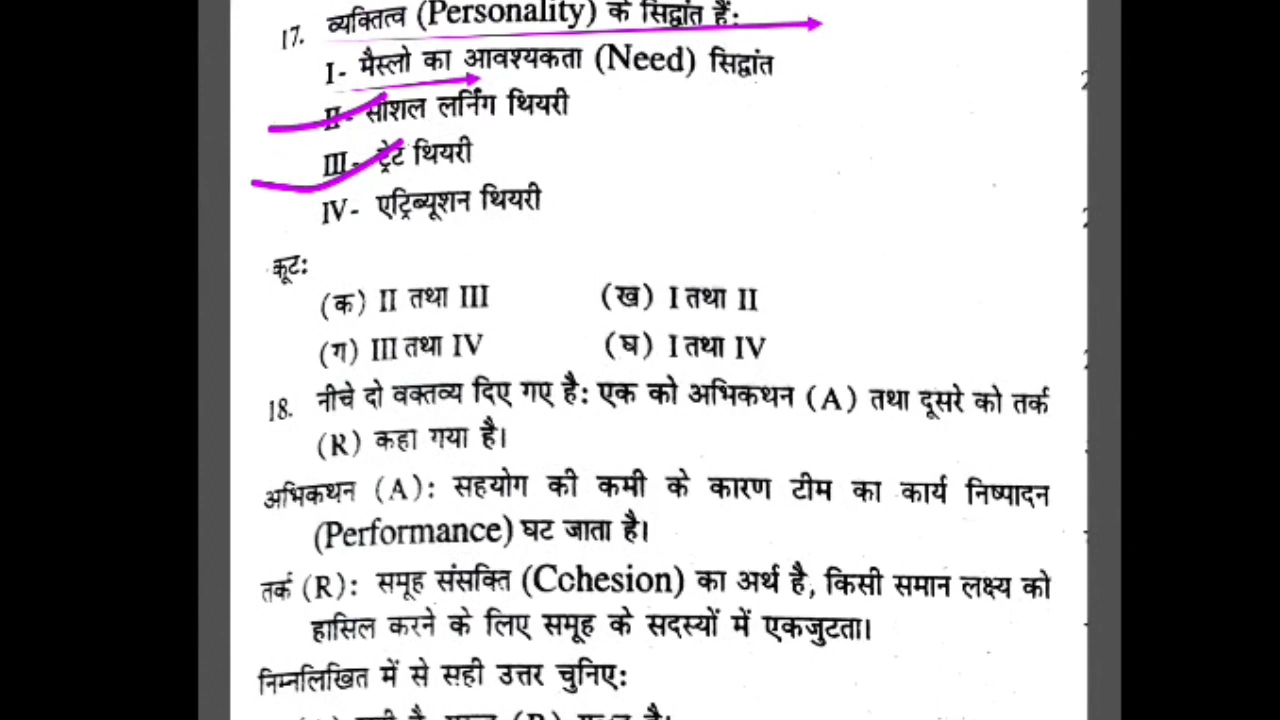 17. व्यक्तित्व (Personality) के सिद्धांत हैं:
I- मैस्लो का आवश्यकता (Need) सिद्वांत
II- सोशल लर्निंग थियरी
III- ट्रेट थियरी
IV- एट्रिब्यूशन थियरी
कूट:
(क) II तथा III (ख) I तथा II
(ग) III तथा IV (घ) I तथा IV
18. नीचे दो वक्तव्य दिए गए है: एक को अभिकथन (A) तथा दूसरे को तर्क
(R) कहा गया है।
अभिकथन (A): सहयोग की कमी के कारण टीम का कार्य निष्पादन
(Performance) घट जाता है।
तर्क (R): समूह संसक्ति (Cohesion) का अर्थ है, किसी समान लक्ष्य को
हासिल करने के लिए समूह के सदस्यों में एकजुटता।
निम्नलिखित में से सही उत्तर चुनिए: